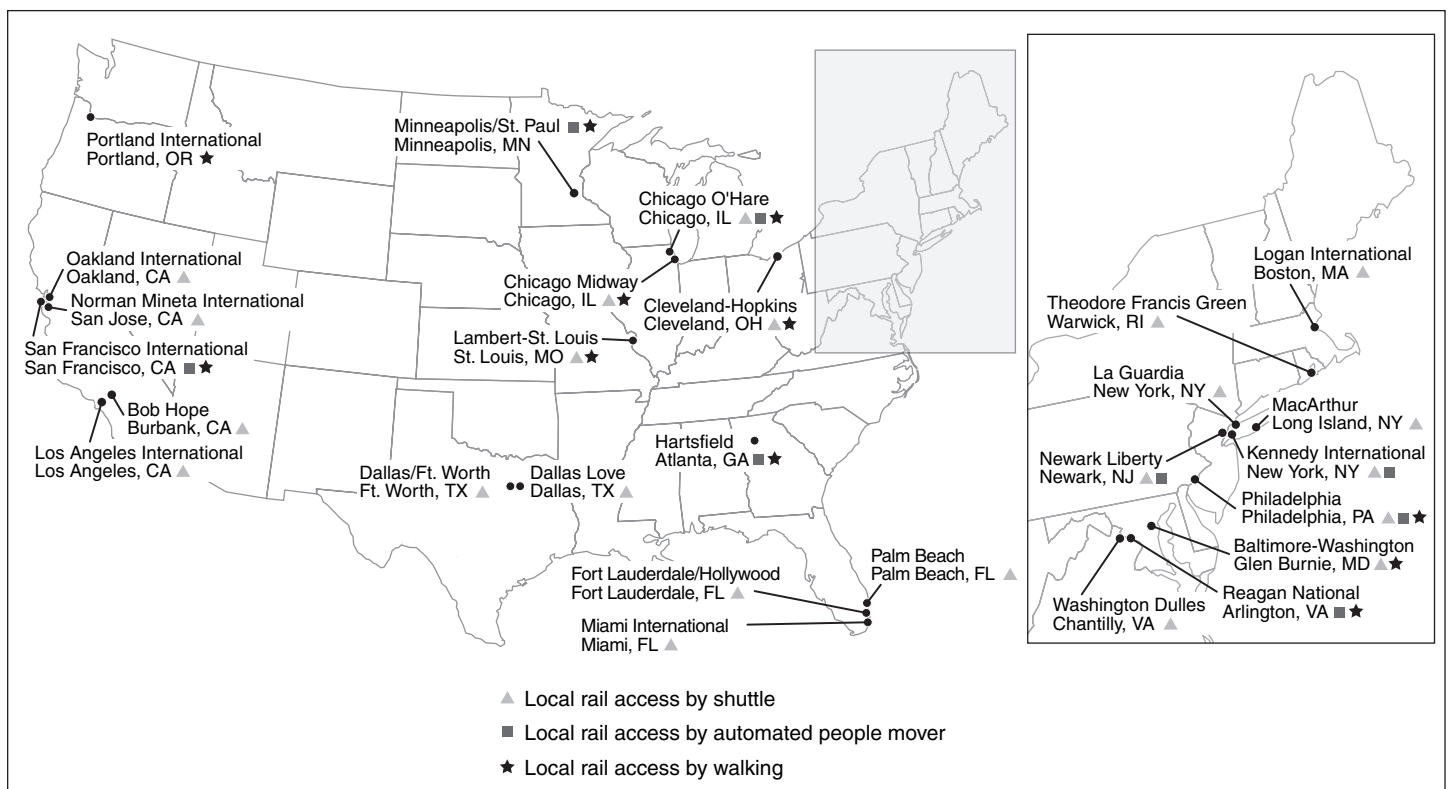 Portland International
Portland, OR
Minneapolis/St. Paul
Minneapolis, MN
Chicago O'Hare
Chicago, IL
Oakland International
Oakland, CA
Norman Mineta International
San Jose, CA
San Francisco International
San Francisco, CA
Chicago Midway
Chicago, IL
Cleveland-Hopkins
Cleveland, OH
Lambert-St. Louis
St. Louis, MO
Bob Hope
Burbank, CA
Los Angeles International
Los Angeles, CA
Hartsfield
Atlanta, GA
Dallas/Ft. Worth
Ft. Worth, TX
Dallas Love
Dallas, TX
Palm Beach
Palm Beach, FL
Fort Lauderdale/Hollywood
Fort Lauderdale, FL
Miami International
Miami, FL
Logan International
Boston, MA
Theodore Francis Green
Warwick, RI
La Guardia
New York, NY
MacArthur
Long Island, NY
Newark Liberty
Newark, NJ
Kennedy International
New York, NY
Philadelphia
Philadelphia, PA
Baltimore-Washington
Glen Burnie, MD
Reagan National
Arlington, VA
Washington Dulles
Chantilly, VA
Local rail access by shuttle
Local rail access by automated people mover
Local rail access by walking